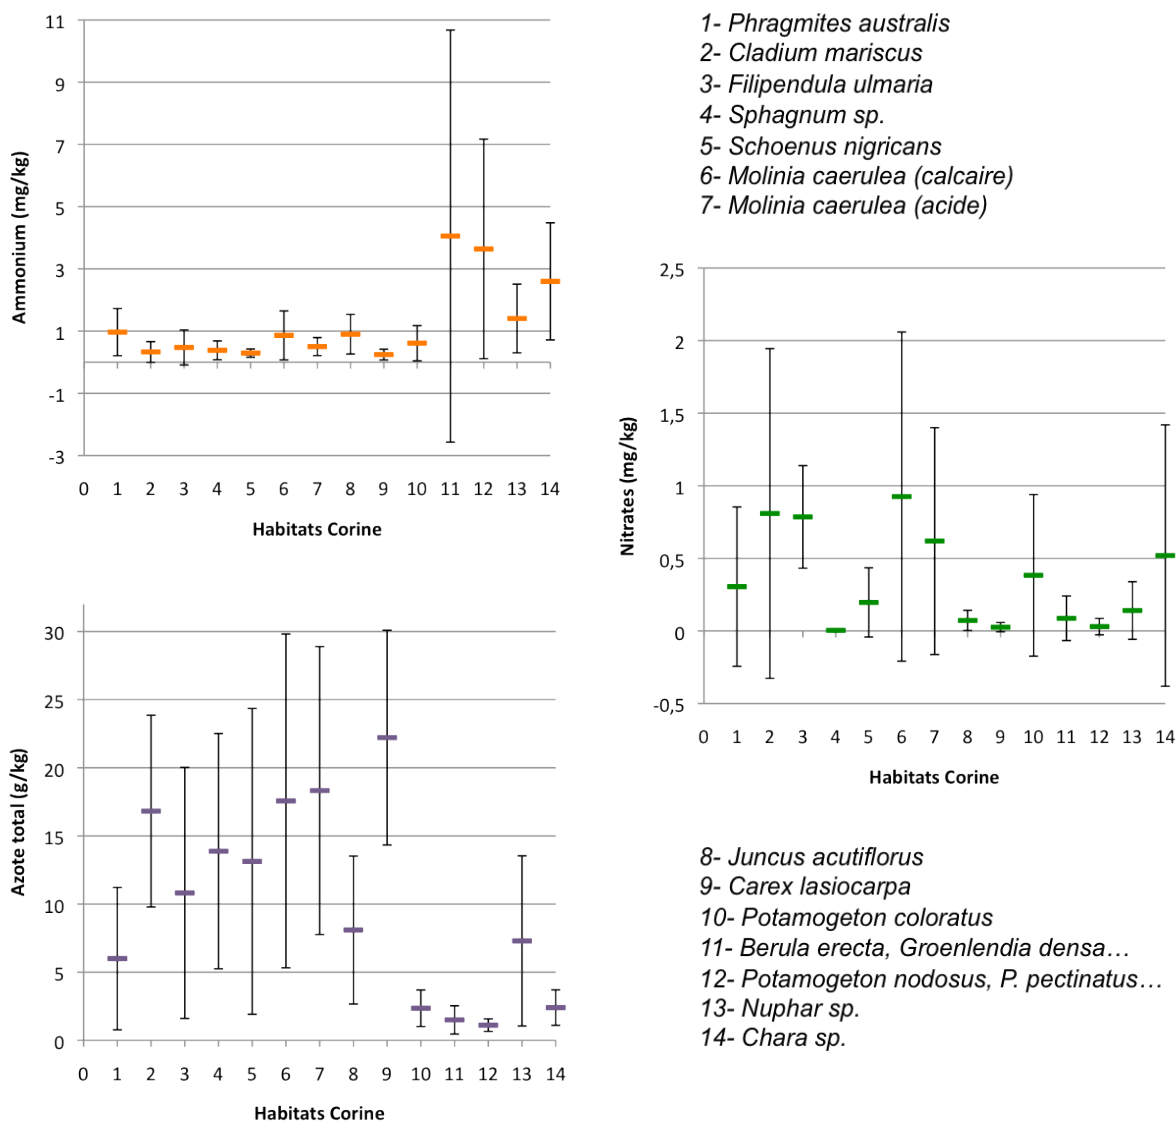 11
9
7
5
3
1
-1
-3
Ammonium (mg/kg)
0 1 2 3 4 5 6 7 8 9 10 11 12 13 14
Habitats Corine
1- Phragmites australis
2- Cladium mariscus
3- Filipendula ulmaria
4- Sphagnum sp.
5- Schoenus nigricans
6- Molinia caerulea (calcaire)
7- Molinia caerulea (acide)
2,5
2
1,5
1
0,5
0
-0,5
Nitrates (mg/kg)
0 1 2 3 4 5 6 7 8 9 10 11 12 13 14
Habitats Corine
30
25
20
15
10
5
0
Azote total (g/kg)
0 1 2 3 4 5 6 7 8 9 10 11 12 13 14
Habitats Corine
8- Juncus acutiflorus
9- Carex lasiocarpa
10- Potamogeton coloratus
11- Berula erecta, Groenlendia densa…
12- Potamogeton nodosus, P. pectinatus…
13- Nuphar sp.
14- Chara sp.